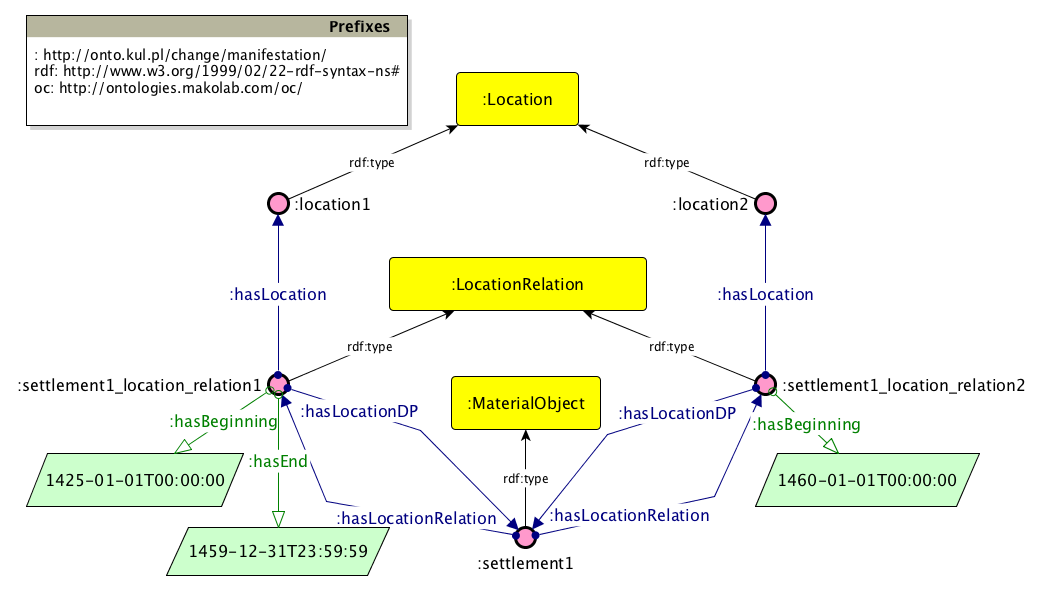 Prefixes
: http://onto.kul.pl/change/manifestation/
rdf: http://www.w3.org/1999/02/22-rdf-syntax-ns#
oc: http://ontologies.makolab.com/oc/
:Location
rdf:type
rdf:type
:location1
:location2
:hasLocation
:LocationRelation
:hasLocation
rdf:type
rdf:type
:settlement1_location_relation1
:settlement1_location_relation2
:MaterialObject
:hasLocationDP
:hasLocationDP
:hasBeginning
:hasBeginning
:hasEnd
1425-01-01T00:00:00
rdf:type
1460-01-01T00:00:00
:hasLocationRelation
:hasLocationRelation
1459-12-31T23:59:59
:settlement1